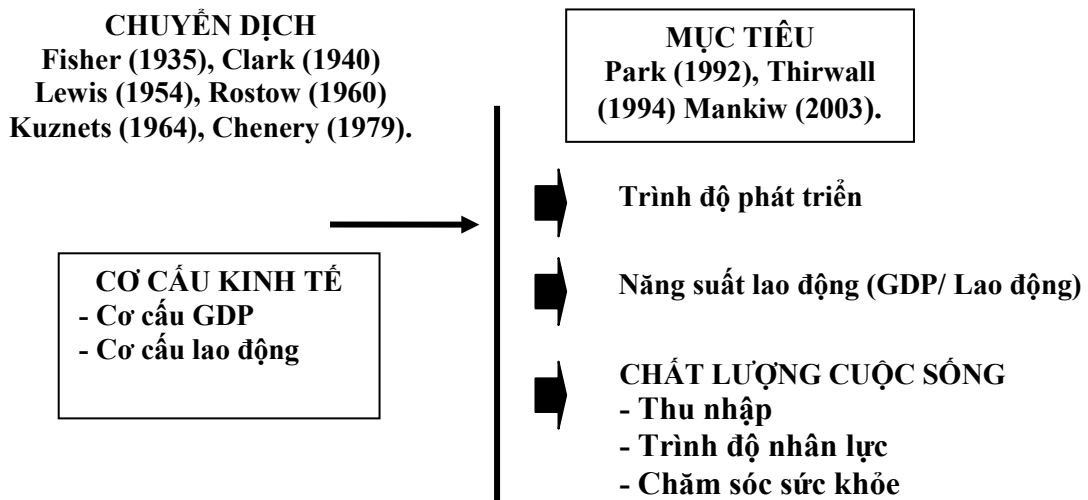 CHUYỂN DỊCH
Fisher (1935), Clark (1940)
Lewis (1954), Rostow (1960)
Kuznets (1964), Chenery (1979).
CƠ CẤU KINH TẾ
- Cơ cấu GDP
- Cơ cấu lao động
MỤC TIÊU
Park (1992), Thirwall
(1994) Mankiw (2003).
Trình độ phát triển
Năng suất lao động (GDP/ Lao động)
CHẤT LƯỢNG CUỘC SỐNG
- Thu nhập
- Trình độ nhân lực
- Chăm sóc sức khỏe